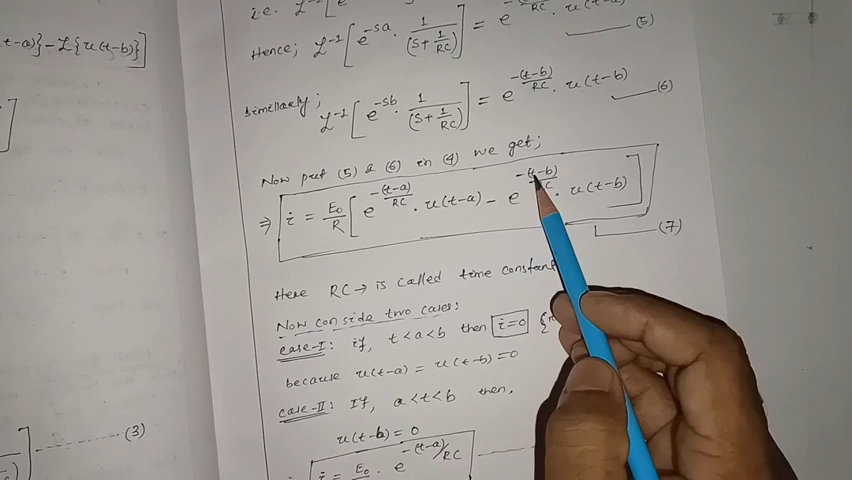 t-a)} - ℒ{u(t-b)}]
(3)
i.e. ℒ⁻¹[e
Hence; ℒ⁻¹[e^{-sa} · 1/(s + 1/RC)] = e^{-(t-a)/RC} · u(t-a) (5)
similarly; ℒ⁻¹[e^{-sb} · 1/(s + 1/RC)] = e^{-(t-b)/RC} · u(t-b) (6)
Now put (5) & (6) in (4) we get;
⇒ i = E₀/R [e^{-(t-a)/RC} · u(t-a) - e^{-(t-b)/RC} · u(t-b)] (7)
Here RC → is called time constant
Now conside two cases:
case-I: if, t<a<b then i=0 {
because u(t-a) = u(t-b) = 0
case-II: If, a<t<b then,
u(t-b) = 0
i = E₀ · e^{-(t-a)/RC}